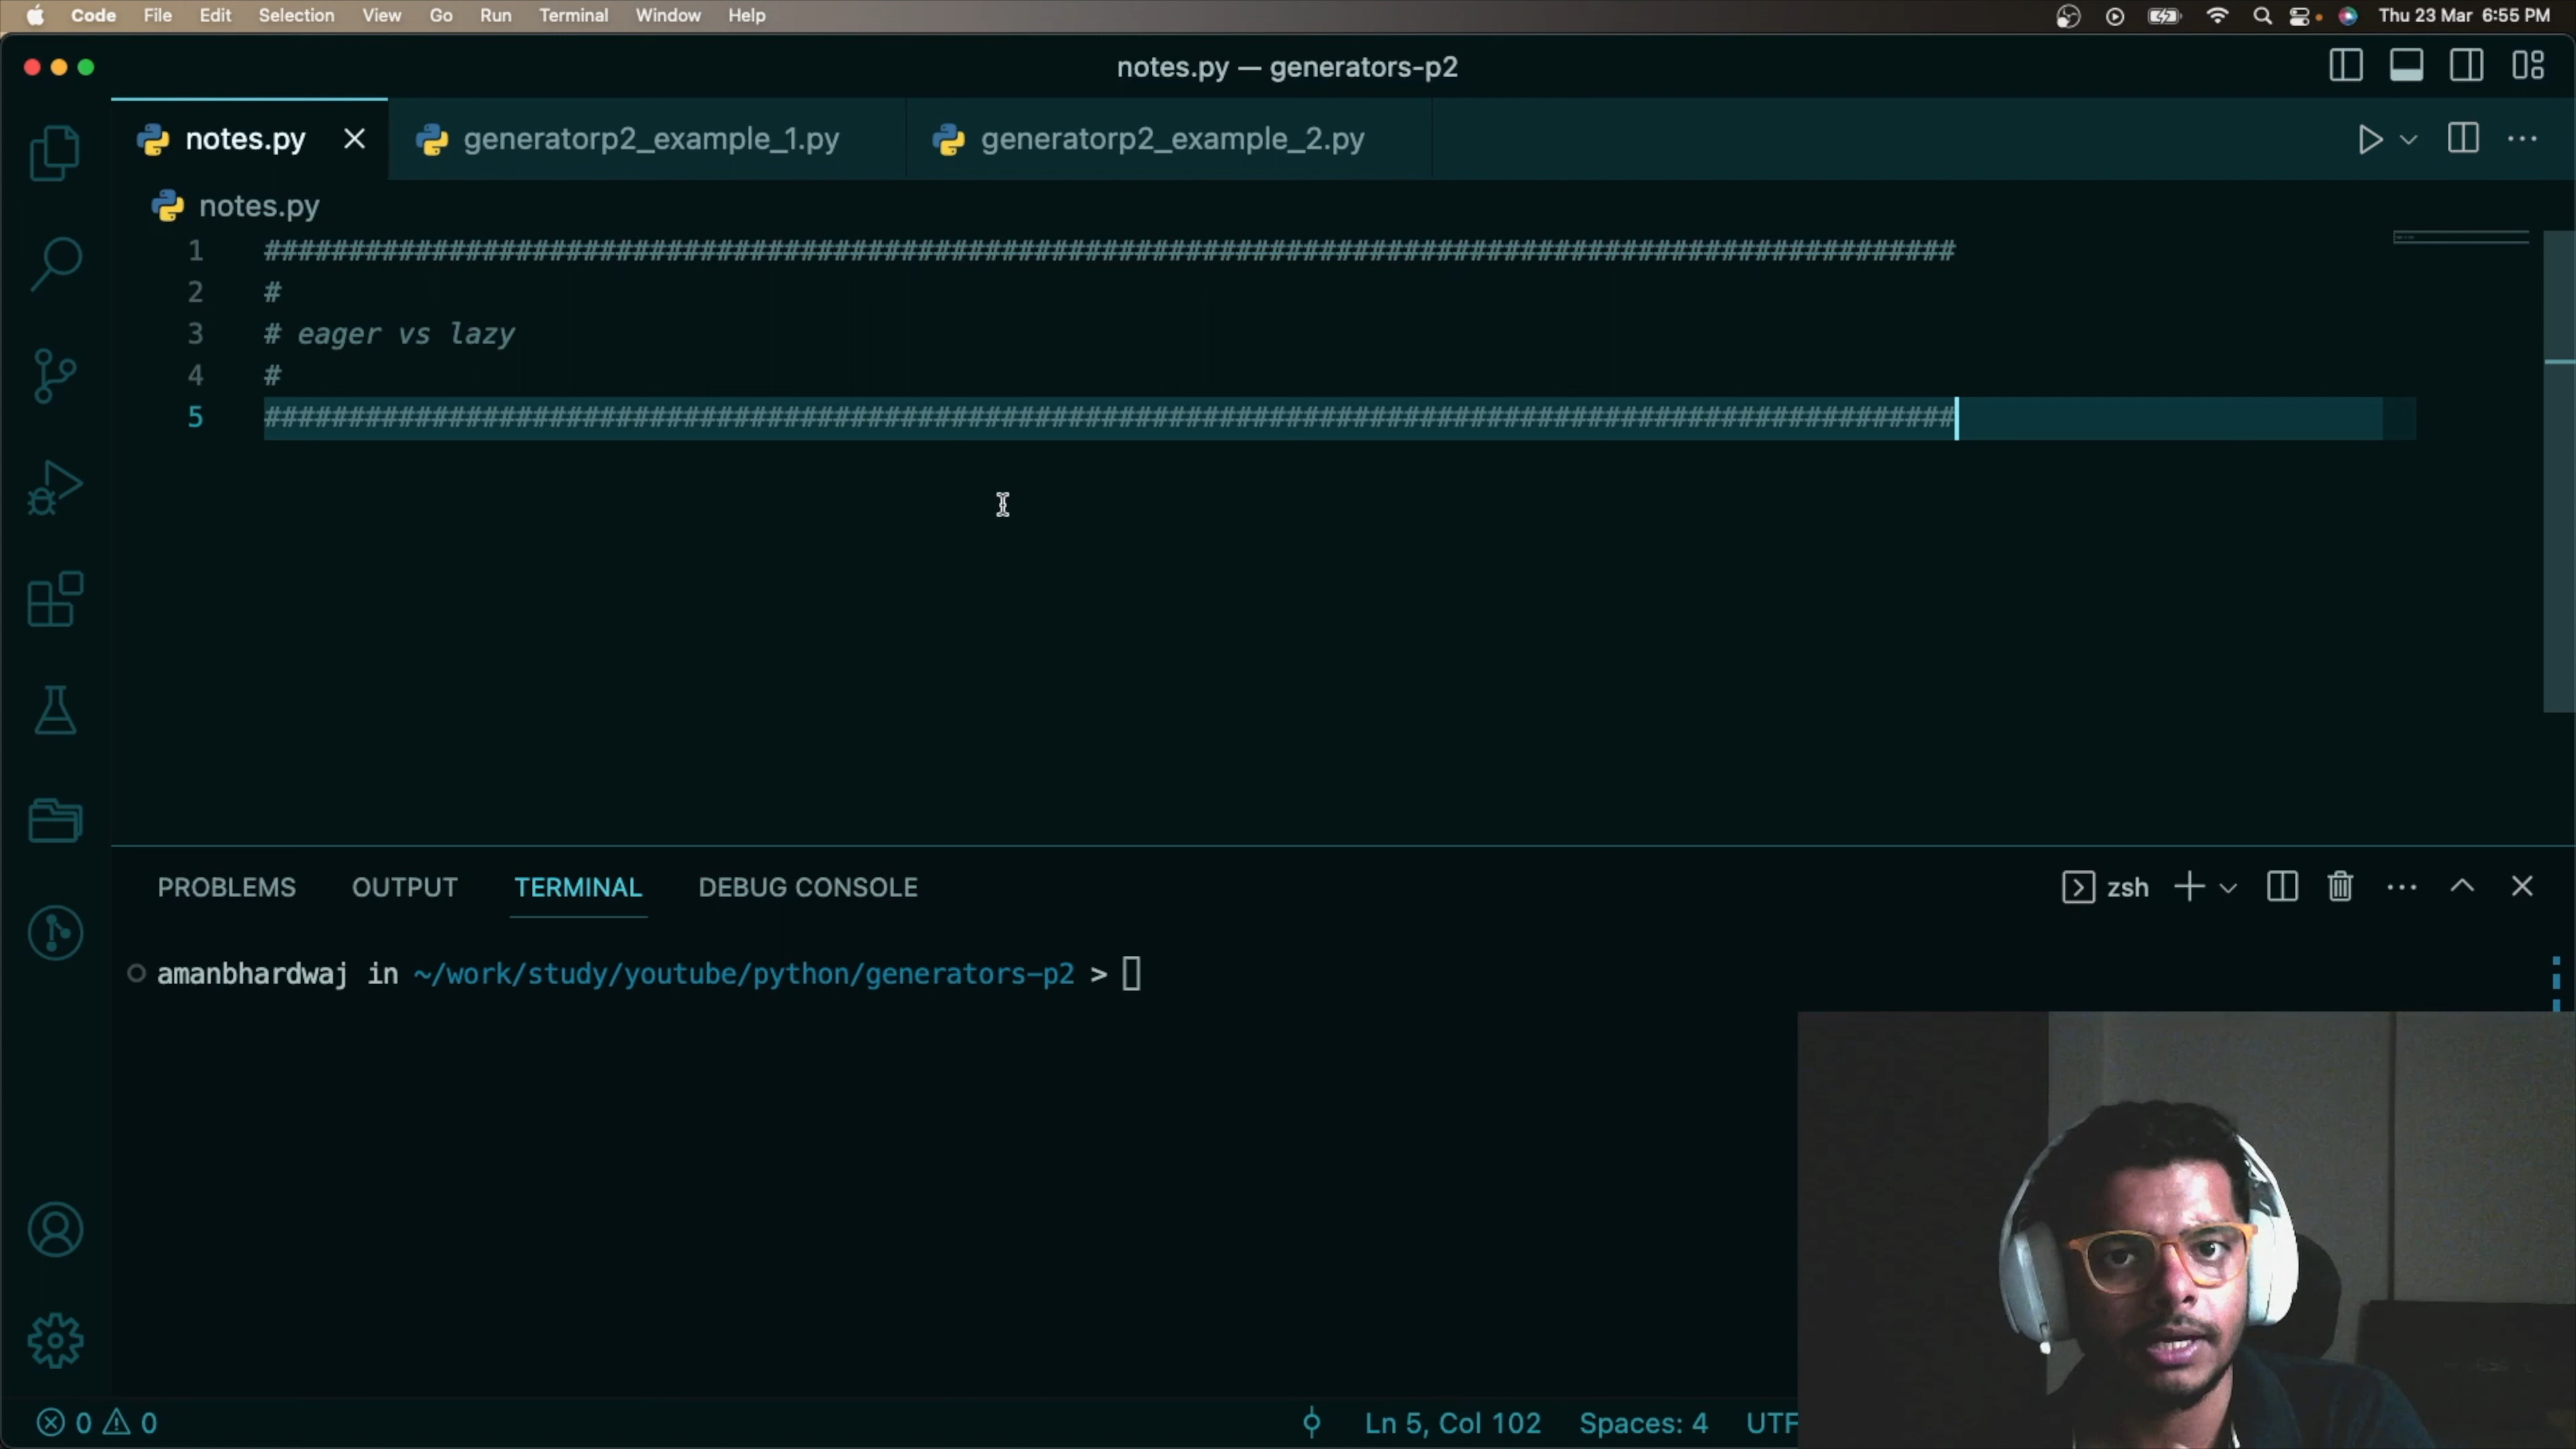 Code File Edit Selection View Go Run Terminal Window Help Thu 23 Mar 6:55 PM
notes.py — generators-p2
notes.py generatorp2_example_1.py generatorp2_example_2.py
notes.py
1 #####################################################################################################
2 #
3 # eager vs lazy
4 #
5 #####################################################################################################
PROBLEMS OUTPUT TERMINAL DEBUG CONSOLE zsh
amanbhardwaj in ~/work/study/youtube/python/generators-p2 >
0 0 Ln 5, Col 102 Spaces: 4 UTF